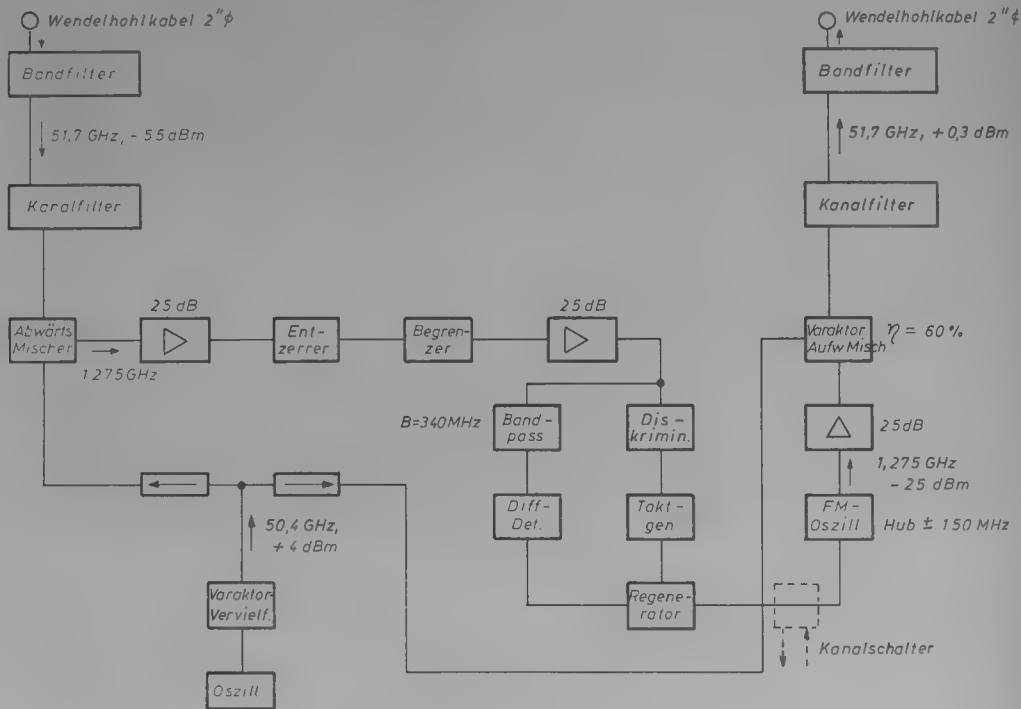 Wendelhohlkabel 2"ϕ
Bandfilter
51,7 GHz, - 55 dBm
Kanalfilter
Abwärts
Mischer
1 275 GHz
25 dB
Ent-
zerrer
Begren-
zer
25 dB
B=340MHz
Band-
pass
Dis-
krimin.
Diff-
Det.
Takt-
gen
Regene-
rator
50,4 GHz,
+ 4 dBm
Varaktor-
Vervielf.
Oszill
Wendelhohlkabel 2"ϕ
Bandfilter
51,7 GHz, +0,3 dBm
Kanalfilter
Varaktor
Aufw Misch
η = 60 %
25dB
1,275 GHz
- 25 dBm
FM-
Oszill
Hub ± 150 MHz
Kanalschalter